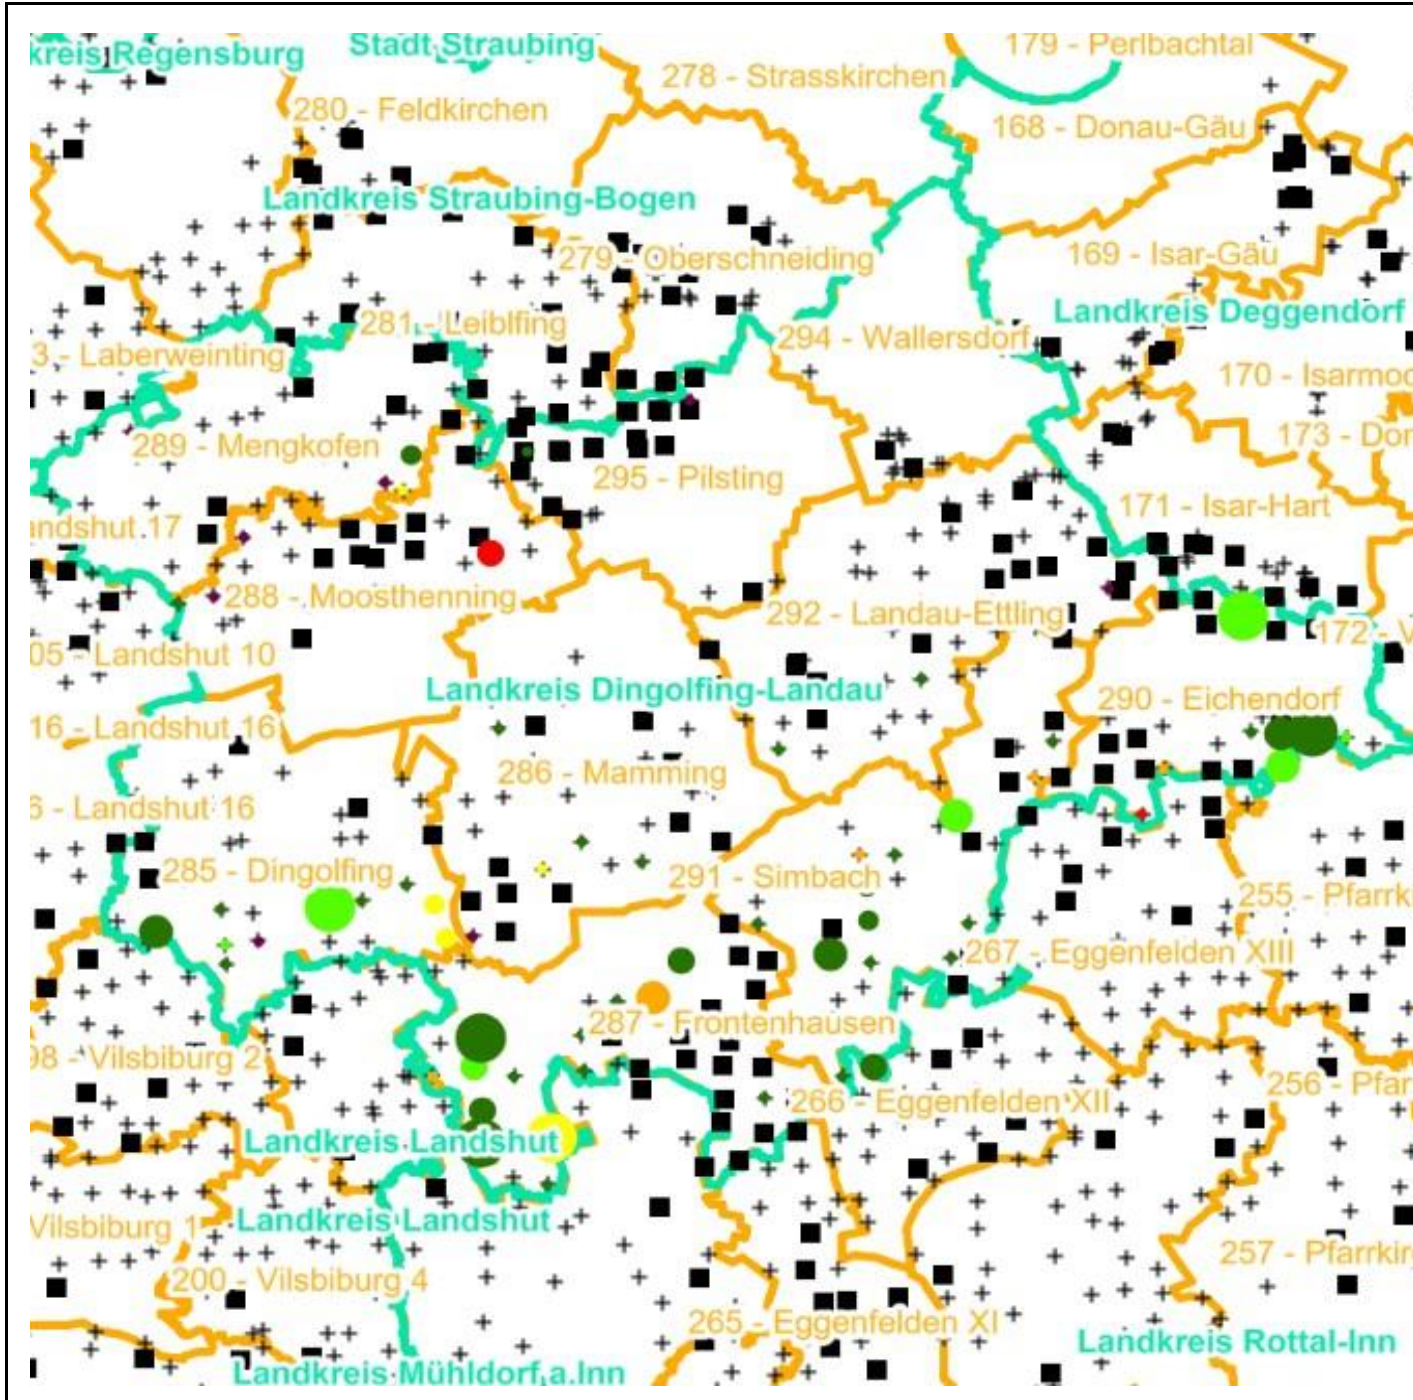 kreis Regensburg
Stadt Straubing
179 - Perlbachtal
278 - Strasskirchen
280 - Feldkirchen
168 - Donau-Gäu
Landkreis Straubing-Bogen
279 - Oberschneiding
169 - Isar-Gäu
Landkreis Deggendorf
281 - Leiblfing
294 - Wallersdorf
3 - Laberweinting
170 - Isarmoo
289 - Mengkofen
173 - Don
295 - Pilsting
171 - Isar-Hart
andshut 17
288 - Moosthenning
292 - Landau-Ettling
172 - V
05 - Landshut 10
Landkreis Dingolfing-Landau
290 - Eichendorf
16 - Landshut 16
286 - Mamming
6 - Landshut 16
285 - Dingolfing
291 - Simbach
255 - Pfarrki
267 - Eggenfelden XIII
287 - Frontenhausen
98 - Vilsbiburg 2
256 - Pfar
266 - Eggenfelden XII
Landkreis Landshut
Landkreis Landshut
Vilsbiburg 1
257 - Pfarrkirc
200 - Vilsbiburg 4
265 - Eggenfelden XI
Landkreis Rottal-Inn
Landkreis Mühldorf a.Inn